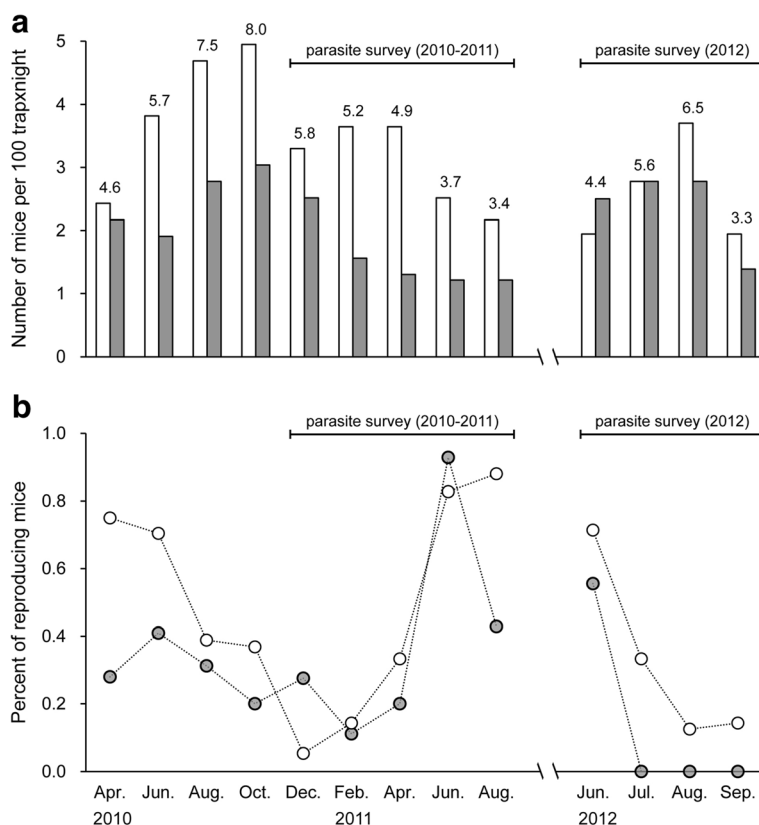 a
Number of mice per 100 trapxnight
5
4
3
2
1
0
parasite survey (2010-2011)
parasite survey (2012)
4.6
5.7
7.5
8.0
5.8
5.2
4.9
3.7
3.4
4.4
5.6
6.5
3.3
b
Percent of reproducing mice
1.0
0.8
0.6
0.4
0.2
0.0
parasite survey (2010-2011)
parasite survey (2012)
Apr. Jun. Aug. Oct. Dec. Feb. Apr. Jun. Aug. Jun. Jul. Aug. Sep.
2010 2011 2012